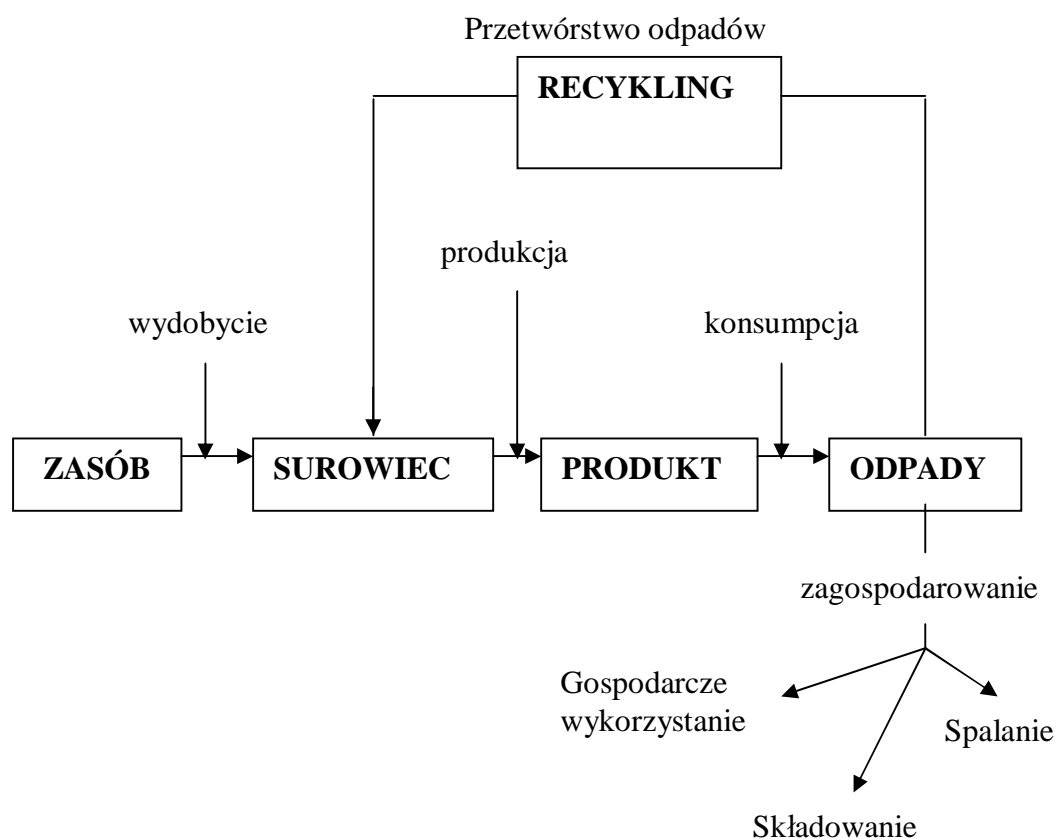 Przetwórstwo odpadów
RECYKLING
produkcja
wydobycie
konsumpcja
ZASÓB
SUROWIEC
PRODUKT
ODPADY
zagospodarowanie
Gospodarcze
wykorzystanie
Spalanie
Składowanie